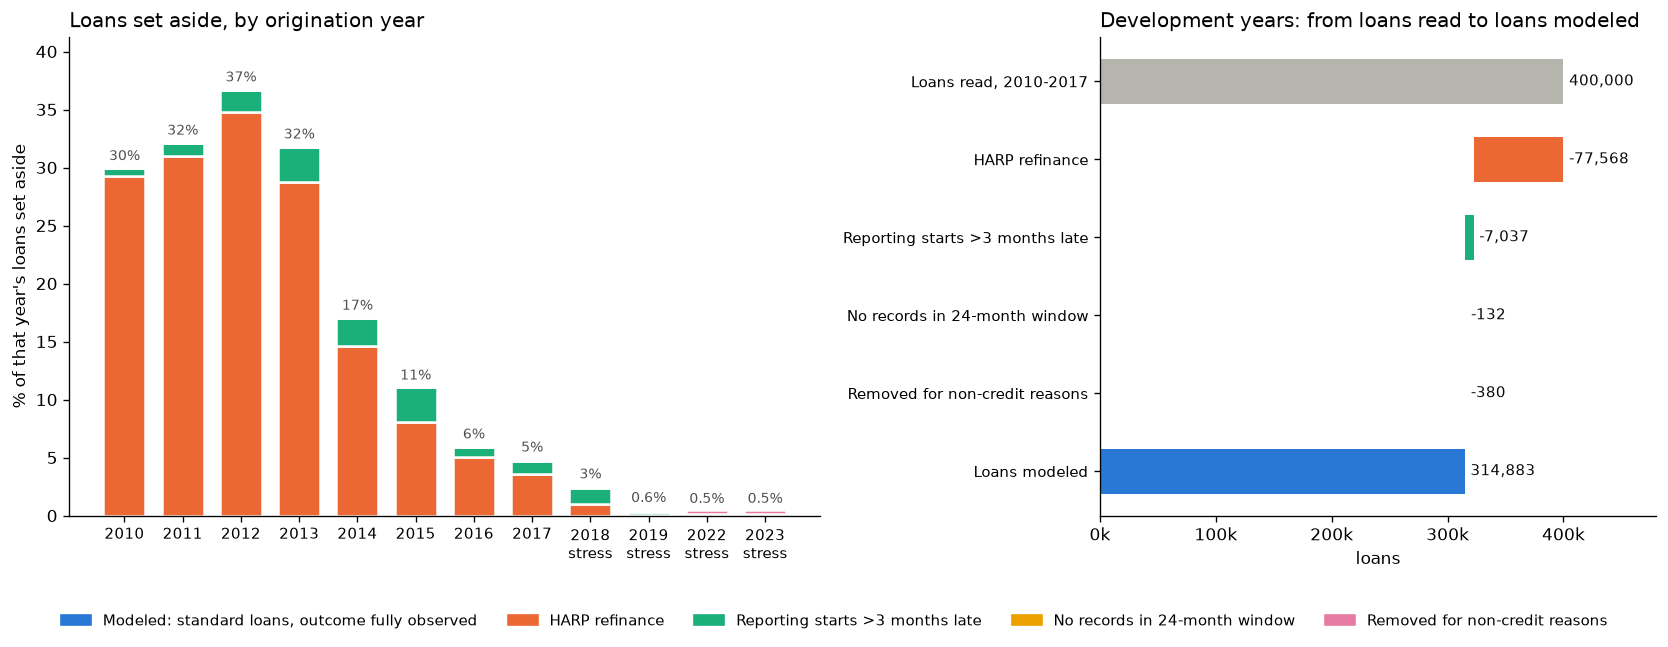 Loans set aside, by origination year
% of that year's loans set aside
40
35
30
25
20
15
10
5
0
30%
32%
37%
32%
17%
11%
6%
5%
3%
0.6%
0.5%
0.5%
2010
2011
2012
2013
2014
2015
2016
2017
2018 stress
2019 stress
2022 stress
2023 stress
Development years: from loans read to loans modeled
Loans read, 2010-2017
400,000
HARP refinance
-77,568
Reporting starts >3 months late
-7,037
No records in 24-month window
-132
Removed for non-credit reasons
-380
Loans modeled
314,883
0k
100k
200k
300k
400k
loans
Modeled: standard loans, outcome fully observed
HARP refinance
Reporting starts >3 months late
No records in 24-month window
Removed for non-credit reasons